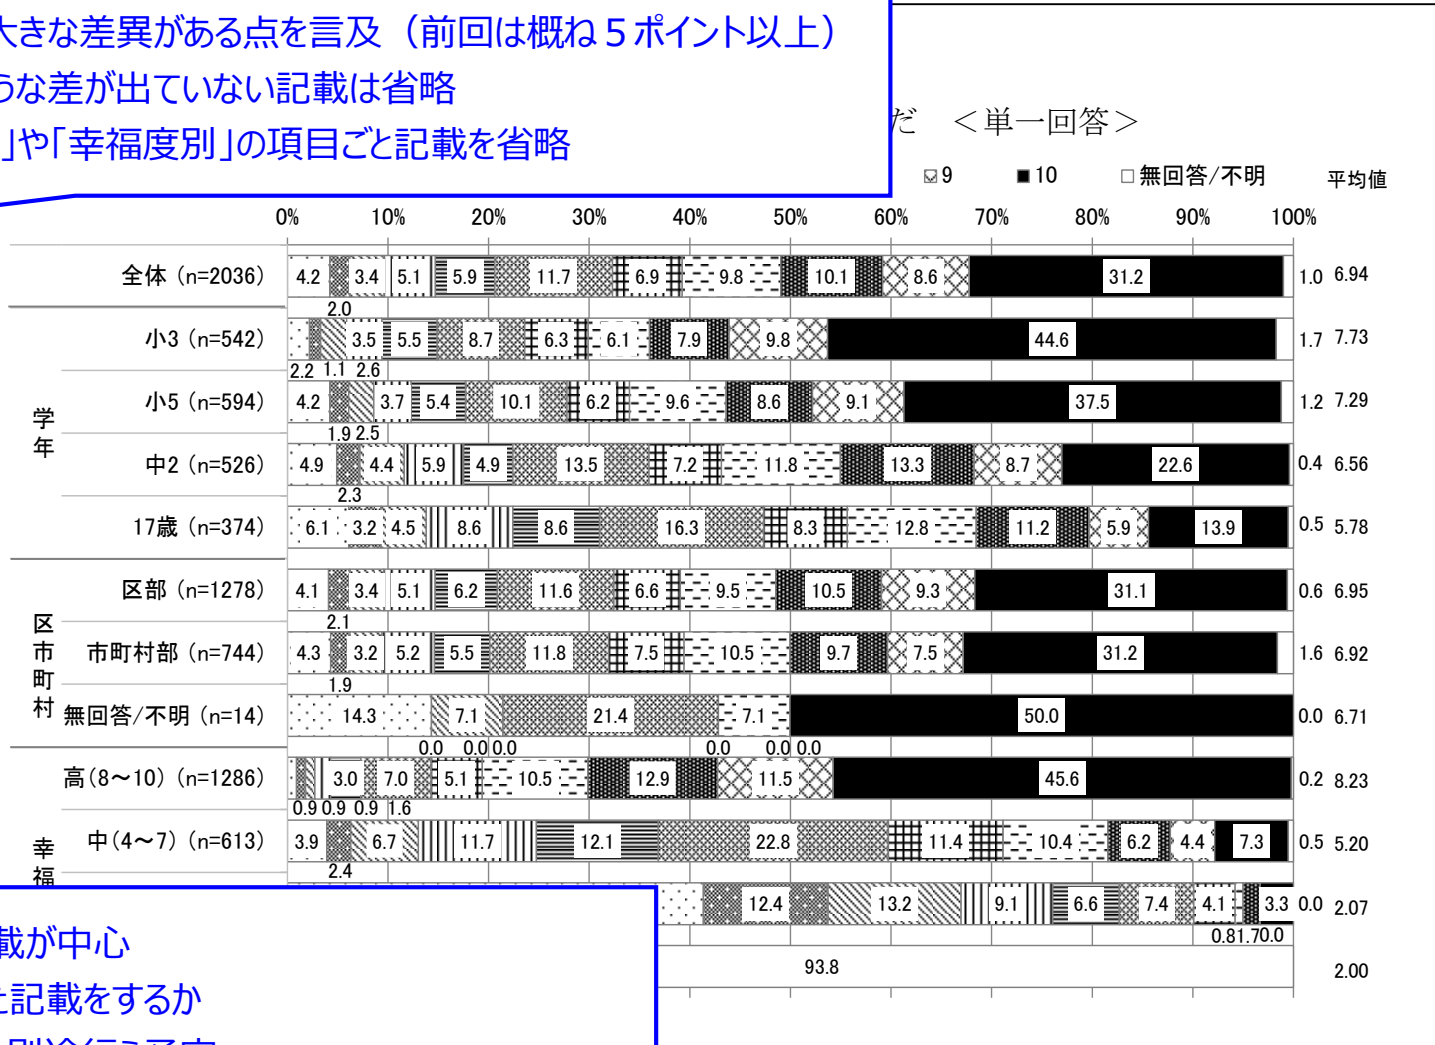 大きな差異がある点を言及（前回は概ね５ポイント以上）
うな差が出ていない記載は省略
」や「幸福度別」の項目ごと記載を省略
だ　＜単一回答＞
9 10 無回答/不明 平均値
0% 10% 20% 30% 40% 50% 60% 70% 80% 90% 100%
全体（n=2036） 4.2 3.4 5.1 5.9 11.7 6.9 9.8 10.1 8.6 31.2 1.0 6.94
2.0
小3（n=542） 3.5 5.5 8.7 6.3 6.1 7.9 9.8 44.6 1.7 7.73
2.2 1.1 2.6
小5（n=594） 4.2 3.7 5.4 10.1 6.2 9.6 8.6 9.1 37.5 1.2 7.29
1.9 2.5
学年
中2（n=526） 4.9 4.4 5.9 4.9 13.5 7.2 11.8 13.3 8.7 22.6 0.4 6.56
2.3
17歳（n=374） 6.1 3.2 4.5 8.6 8.6 16.3 8.3 12.8 11.2 5.9 13.9 0.5 5.78
区部（n=1278） 4.1 3.4 5.1 6.2 11.6 6.6 9.5 10.5 9.3 31.1 0.6 6.95
2.1
区市町村
市町村部（n=744） 4.3 3.2 5.2 5.5 11.8 7.5 10.5 9.7 7.5 31.2 1.6 6.92
1.9
無回答/不明（n=14） 14.3 7.1 21.4 7.1 50.0 0.0 6.71
0.0 0.0 0.0 0.0 0.0 0.0
高（8～10）（n=1286） 3.0 7.0 5.1 10.5 12.9 11.5 45.6 0.2 8.23
0.9 0.9 0.9 1.6
中（4～7）（n=613） 3.9 6.7 11.7 12.1 22.8 11.4 10.4 6.2 4.4 7.3 0.5 5.20
2.4
幸福
12.4 13.2 9.1 6.6 7.4 4.1 3.3 0.0 2.07
0.8 1.7 0.0
93.8 2.00
載が中心
た記載をするか